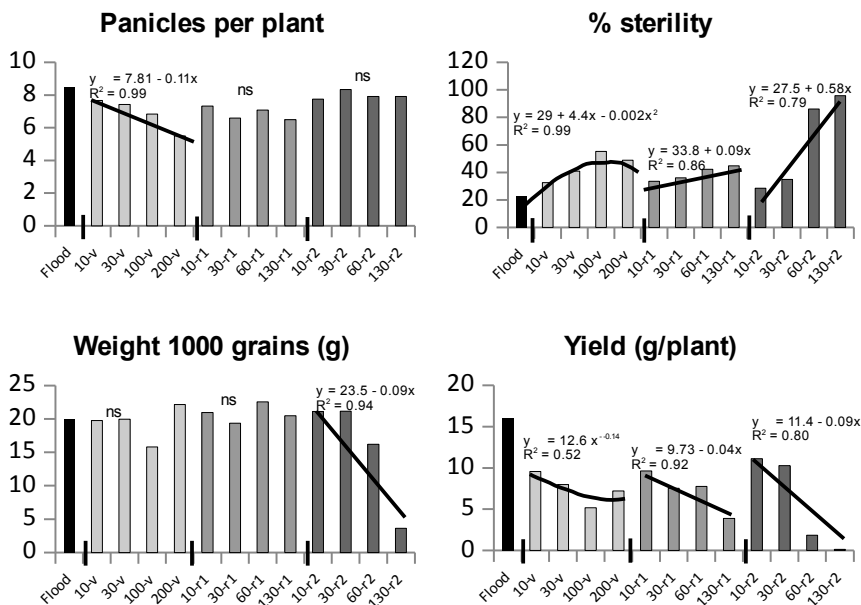 Panicles per plant
10
8
6
4
2
0
y = 7.81 - 0.11x
R² = 0.99
ns
ns
Flood 10-v 30-v 100-v 200-v 10-r1 30-r1 60-r1 130-r1 10-r2 30-r2 60-r2 130-r2
% sterility
120
100
80
60
40
20
0
y = 29 + 4.4x - 0.002x²
R² = 0.99
y = 33.8 + 0.09x
R² = 0.86
y = 27.5 + 0.58x
R² = 0.79
Flood 10-v 30-v 100-v 200-v 10-r1 30-r1 60-r1 130-r1 10-r2 30-r2 60-r2 130-r2
Weight 1000 grains (g)
25
20
15
10
5
0
ns
ns
y = 23.5 - 0.09x
R² = 0.94
Flood 10-v 30-v 100-v 200-v 10-r1 30-r1 60-r1 130-r1 10-r2 30-r2 60-r2 130-r2
Yield (g/plant)
20
15
10
5
0
y = 12.6 x⁻⁰·¹⁴
R² = 0.52
y = 9.73 - 0.04x
R² = 0.92
y = 11.4 - 0.09x
R² = 0.80
Flood 10-v 30-v 100-v 200-v 10-r1 30-r1 60-r1 130-r1 10-r2 30-r2 60-r2 130-r2